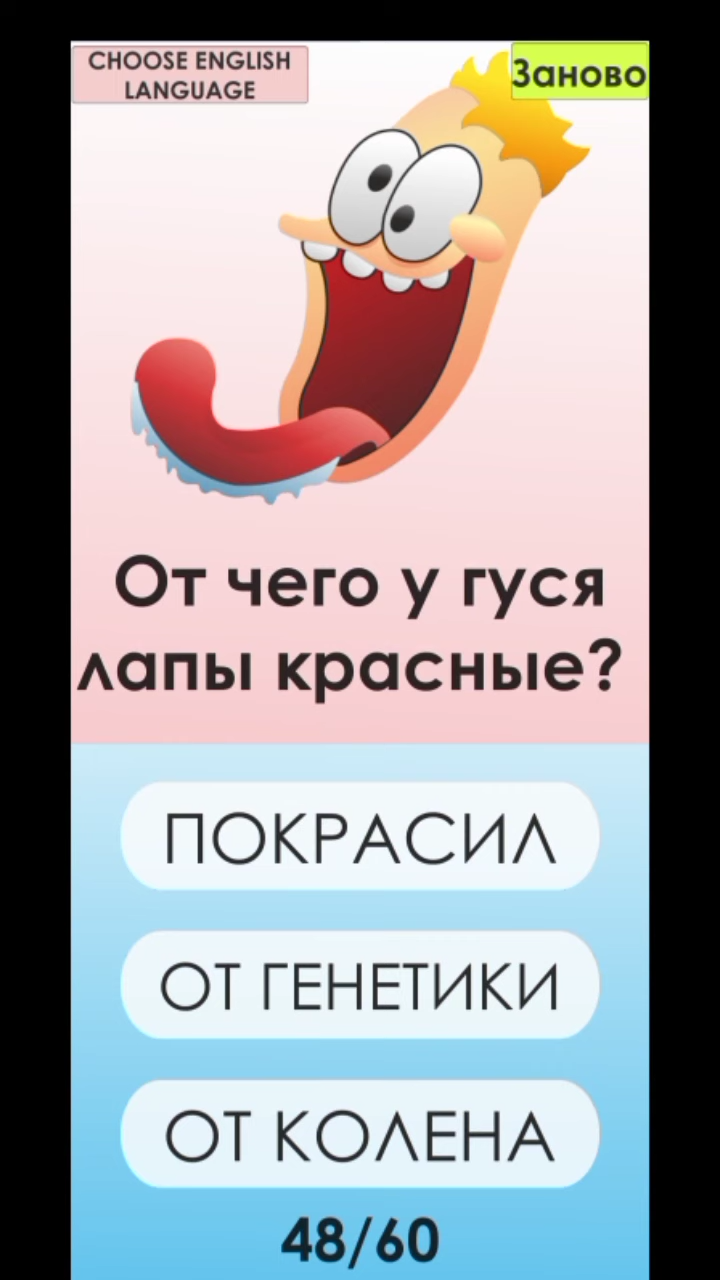 CHOOSE ENGLISH
LANGUAGE
Заново
От чего у гуся
лапы красные?
ПОКРАСИЛ
ОТ ГЕНЕТИКИ
ОТ КОЛЕНА
48/60